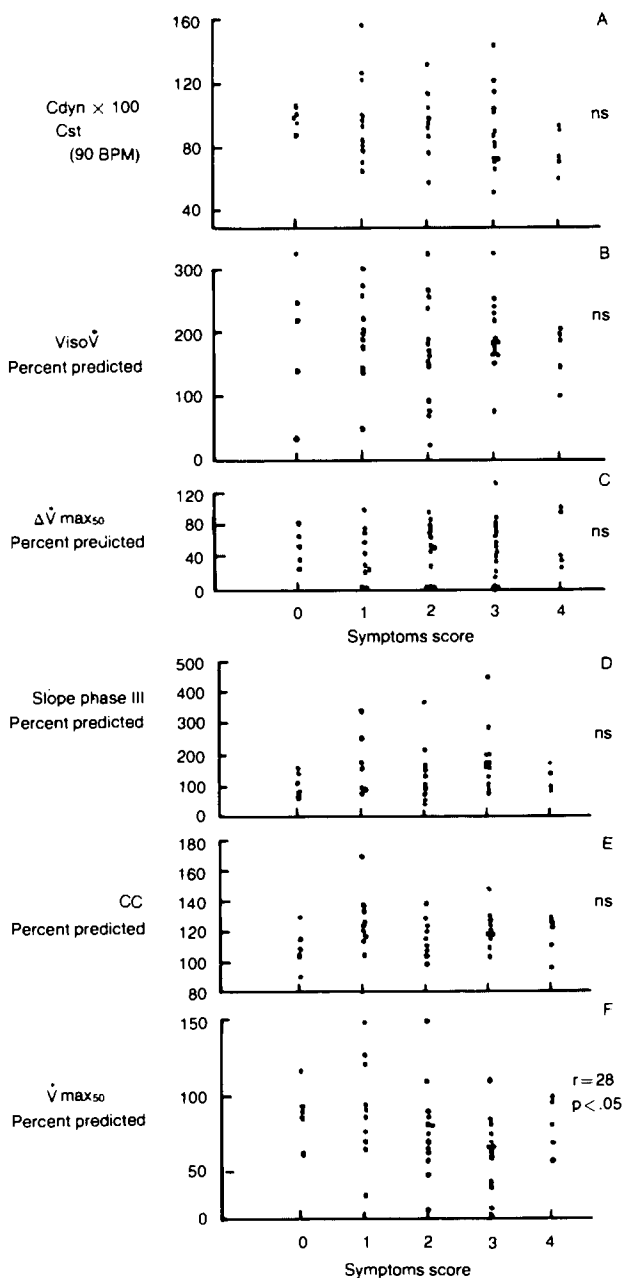 A
160
120
80
40
Cdyn × 100
Cst
(90 BPM)
ns
B
300
200
100
0
VisoV̇
Percent predicted
ns
C
120
80
40
0
ΔV̇ max50
Percent predicted
ns
0 1 2 3 4
Symptoms score
D
500
400
300
200
100
0
Slope phase III
Percent predicted
ns
E
180
160
140
120
100
80
CC
Percent predicted
ns
F
150
100
50
0
V̇ max50
Percent predicted
r=28
p<.05
0 1 2 3 4
Symptoms score